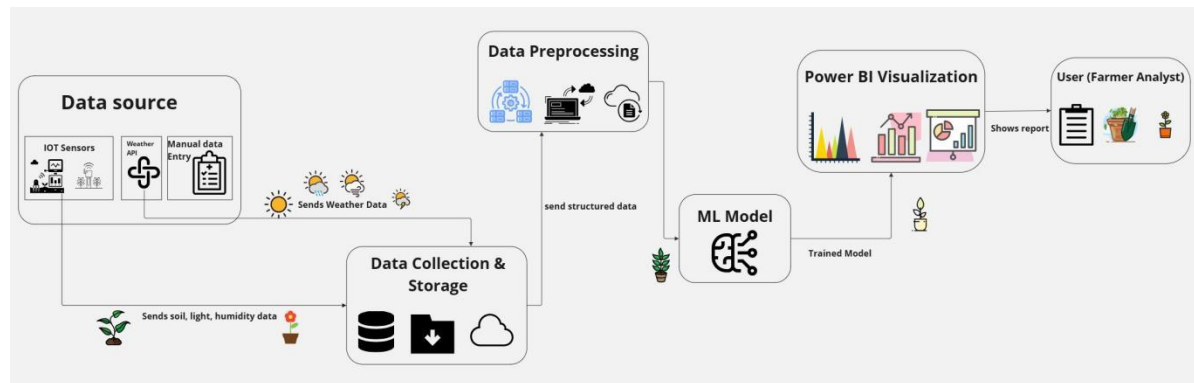 Data source
IOT Sensors
Weather
API
Manual data
Entry
Sends Weather Data
Sends soil, light, humidity data
Data Collection &
Storage
send structured data
Data Preprocessing
ML Model
Trained Model
Power BI Visualization
Shows report
User (Farmer Analyst)